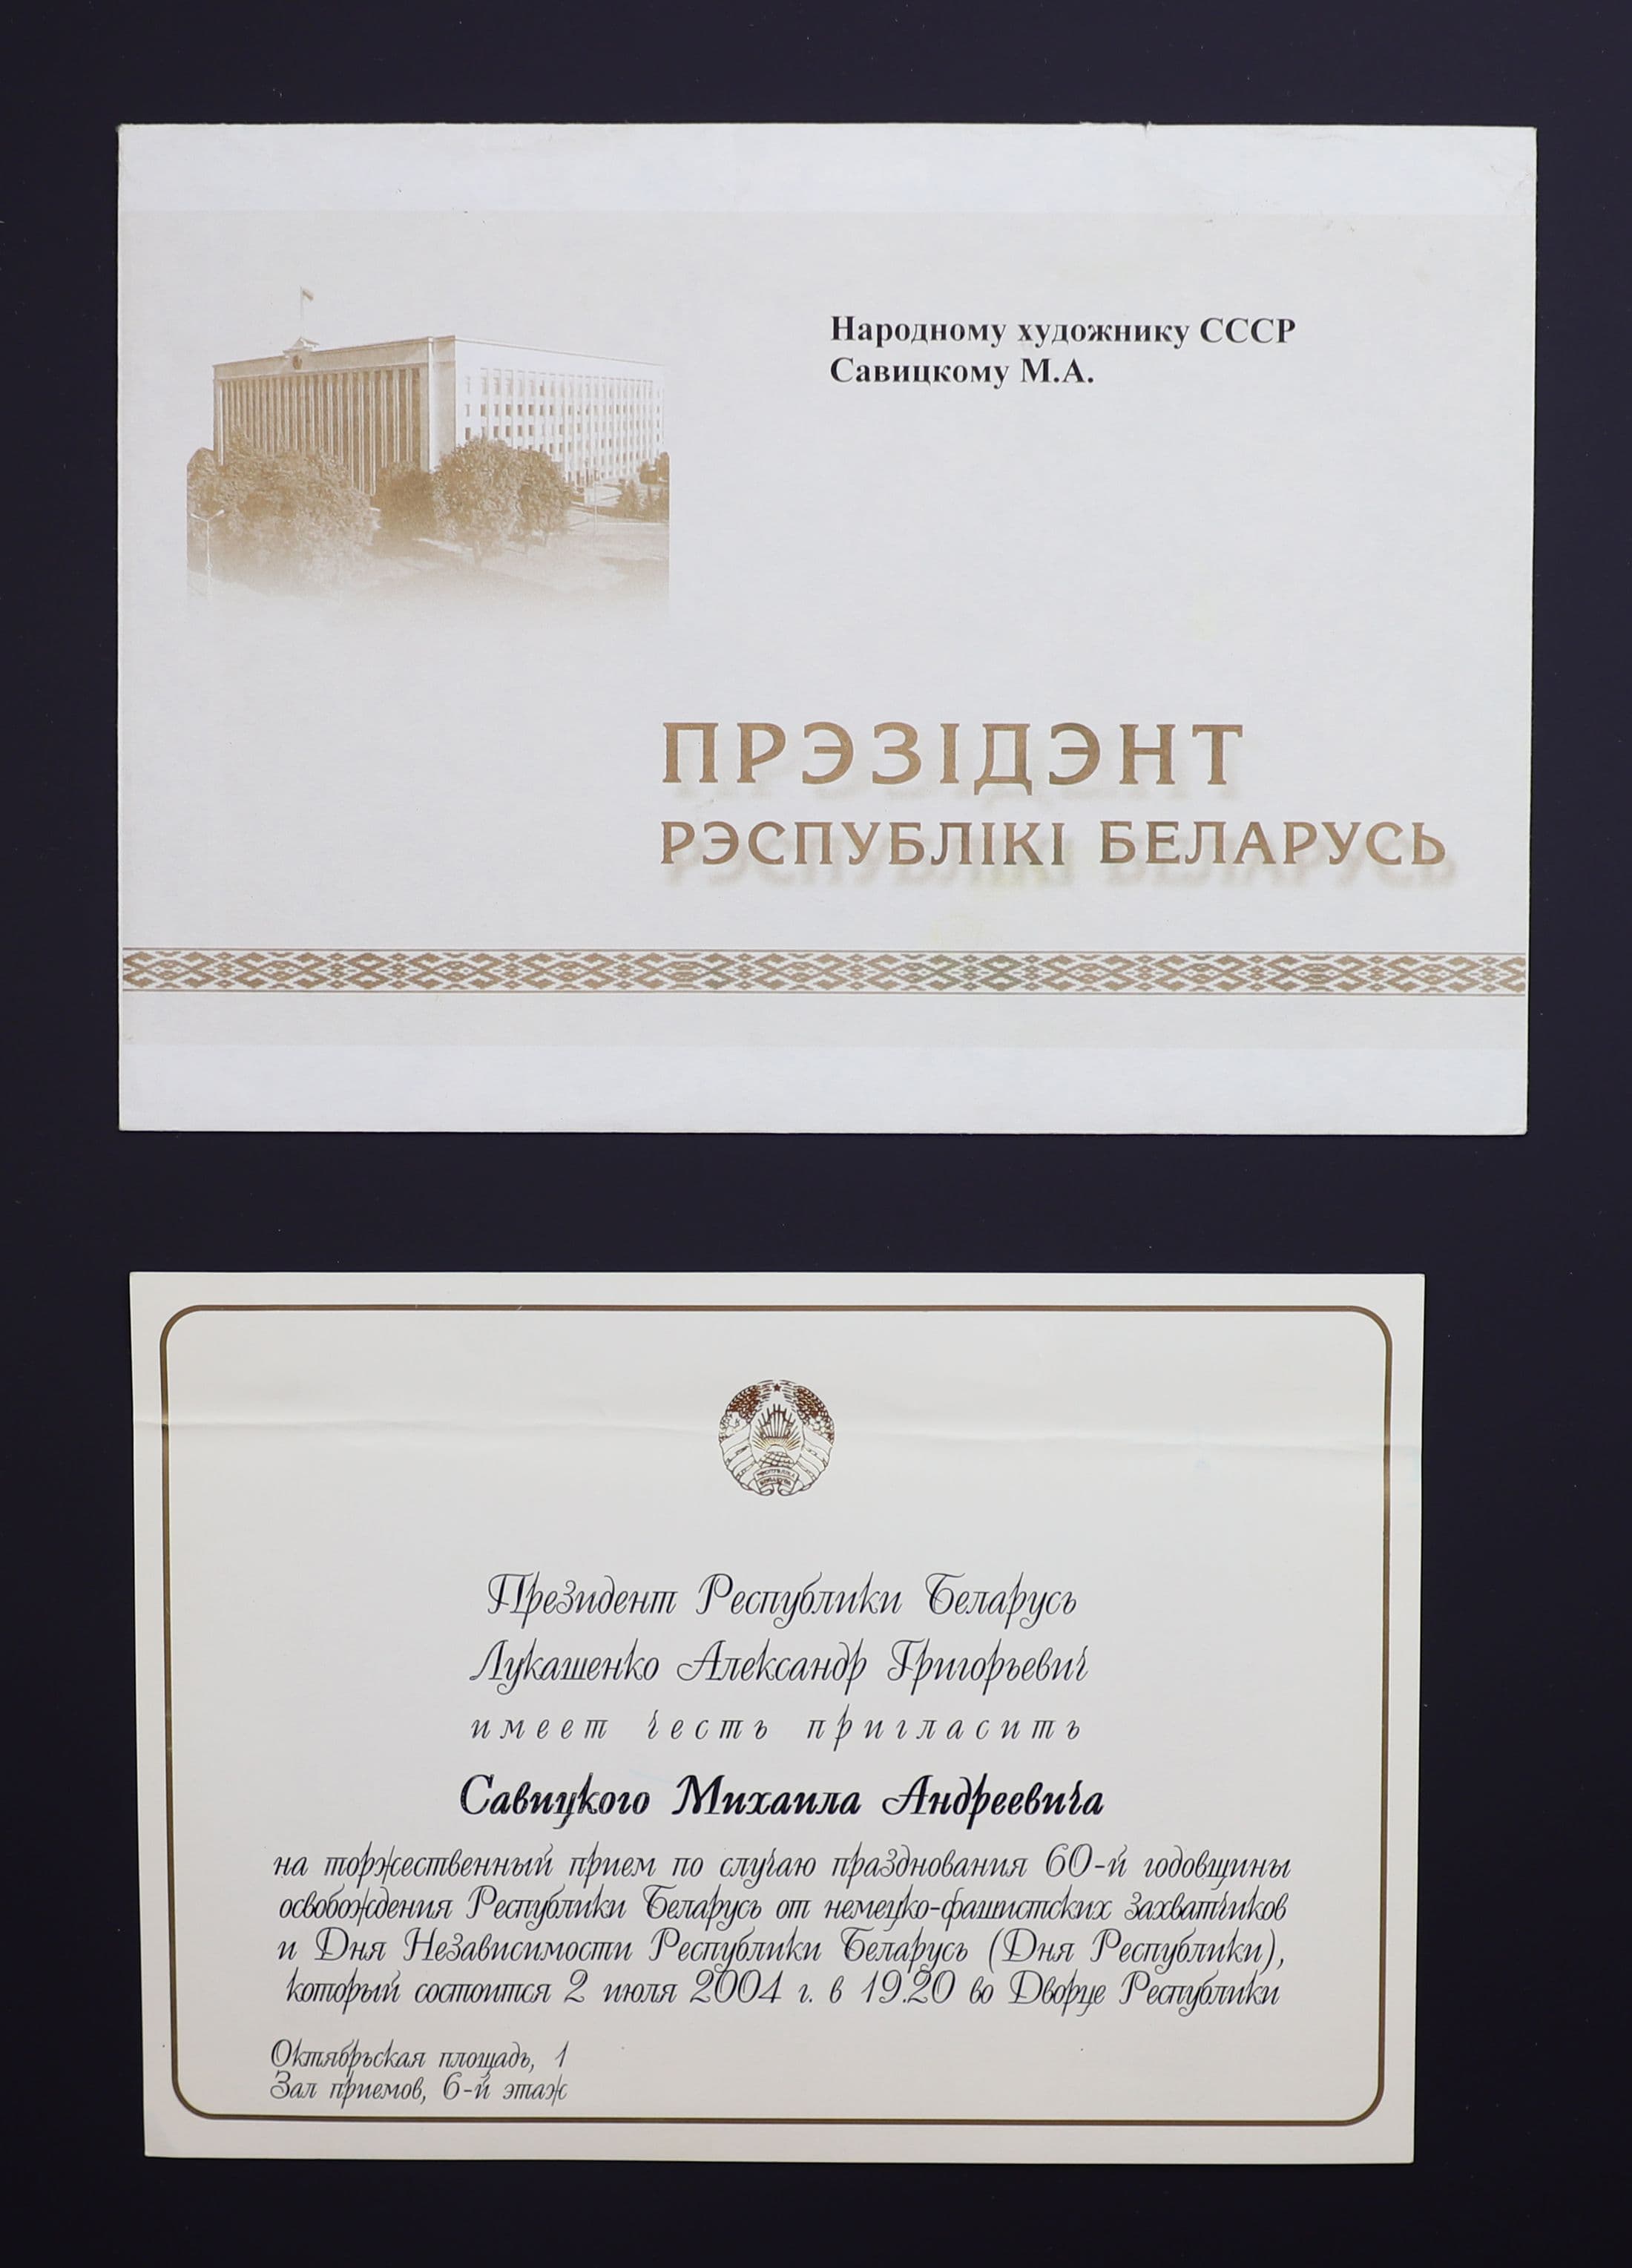 Народному художнику СССР
Савицкому М.А.
ПРЭЗІДЭНТ
РЭСПУБЛІКІ БЕЛАРУСЬ
Президент Республики Беларусь
Лукашенко Александр Григорьевич
имеет честь пригласить
Савицкого Михаила Андреевича
на торжественный прием по случаю празднования 60-й годовщины
освобождения Республики Беларусь от немецко-фашистских захватчиков
и Дня Независимости Республики Беларусь (Дня Республики),
который состоится 2 июля 2004 г. в 19.20 во Дворце Республики
Октябрьская площадь, 1
Зал приемов, 6-й этаж